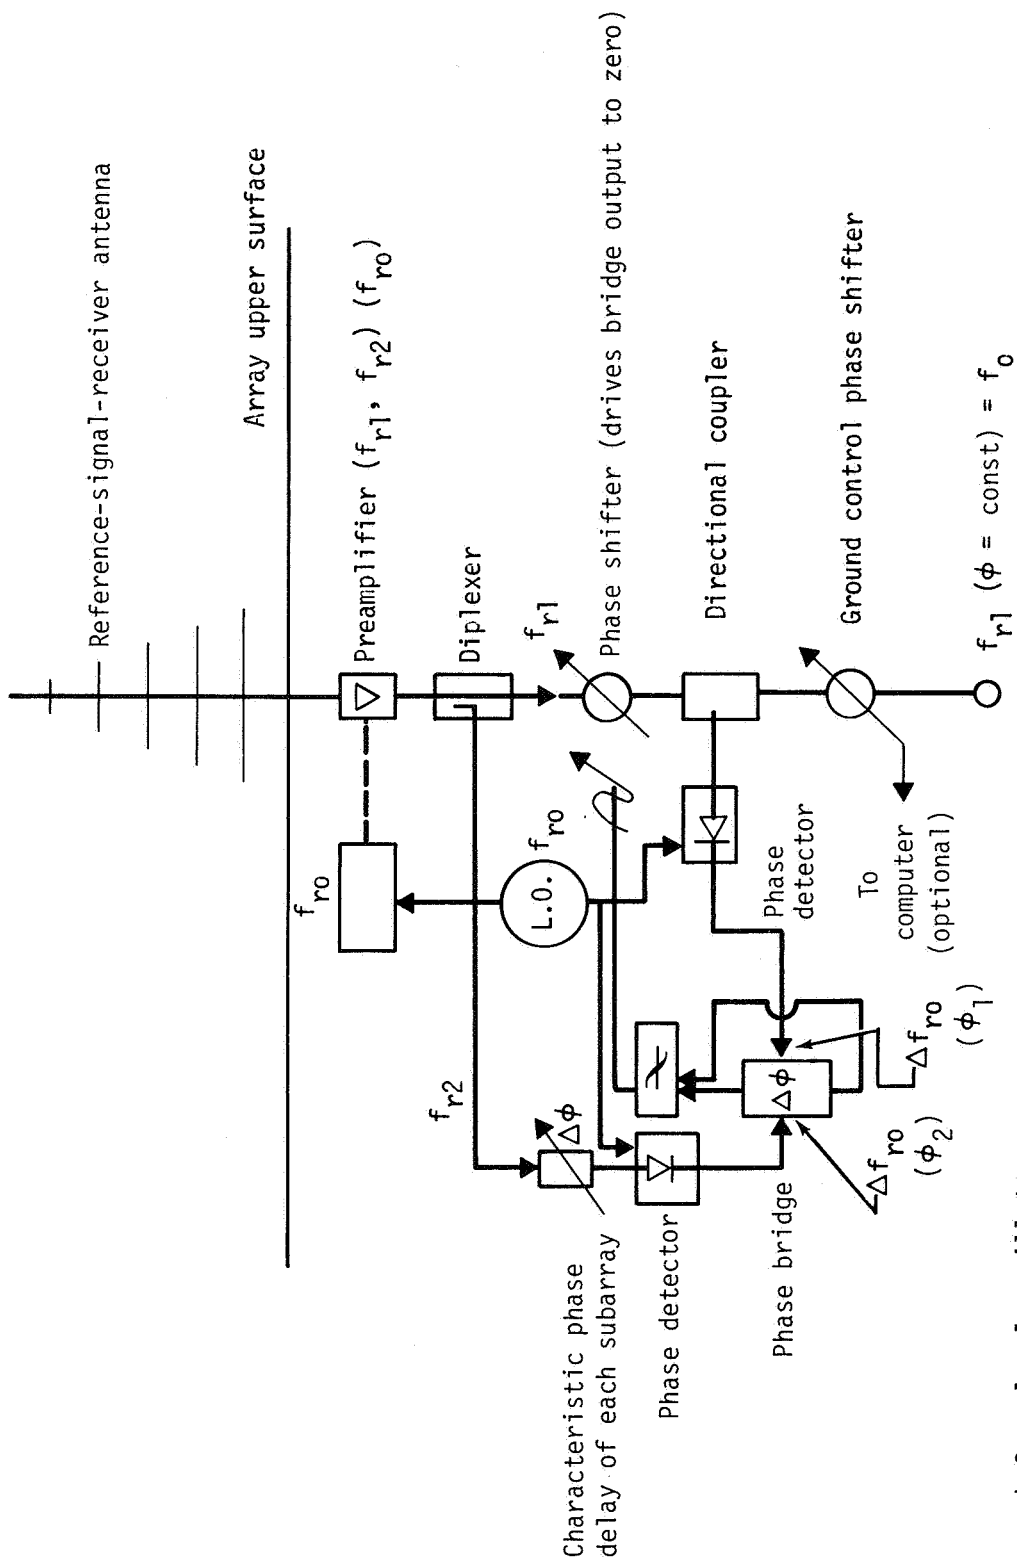 Reference-signal-receiver antenna
Array upper surface
f_ro
Preamplifier (f_r1, f_r2) (f_ro)
Diplexer
f_r2
L.O.
f_ro
f_r1
Phase shifter (drives bridge output to zero)
Characteristic phase
delay of each subarray
Δφ
Phase detector
Directional coupler
Phase
detector
Phase bridge
Δφ
Ground control phase shifter
To
computer
(optional)
Δf_ro
(φ_2)
Δf_ro
(φ_1)
f_r1 (φ = const) = f_o